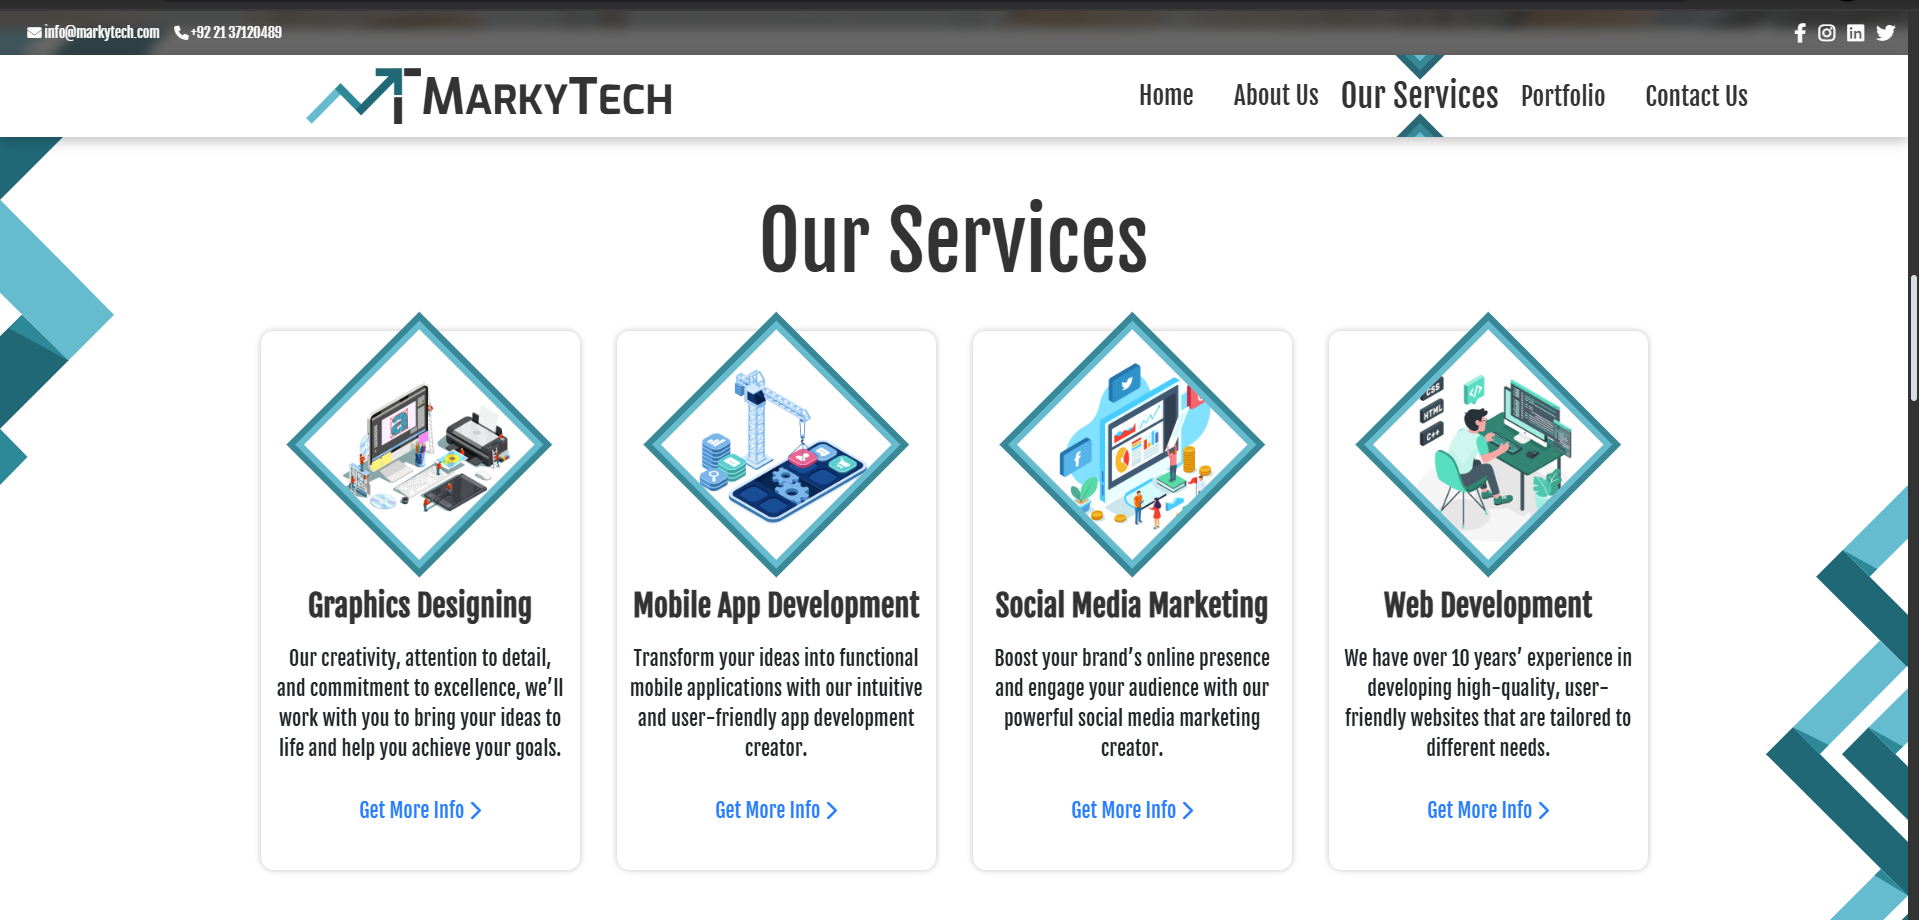 info@markytech.com +92 21 37120489
MARKYTECH
Home About Us Our Services Portfolio Contact Us
Our Services
CSS
HTML
C++
Graphics Designing
Our creativity, attention to detail,
and commitment to excellence, we’ll
work with you to bring your ideas to
life and help you achieve your goals.
Get More Info
Mobile App Development
Transform your ideas into functional
mobile applications with our intuitive
and user-friendly app development
creator.
Get More Info
Social Media Marketing
Boost your brand’s online presence
and engage your audience with our
powerful social media marketing
creator.
Get More Info
Web Development
We have over 10 years’ experience in
developing high-quality, user-
friendly websites that are tailored to
different needs.
Get More Info